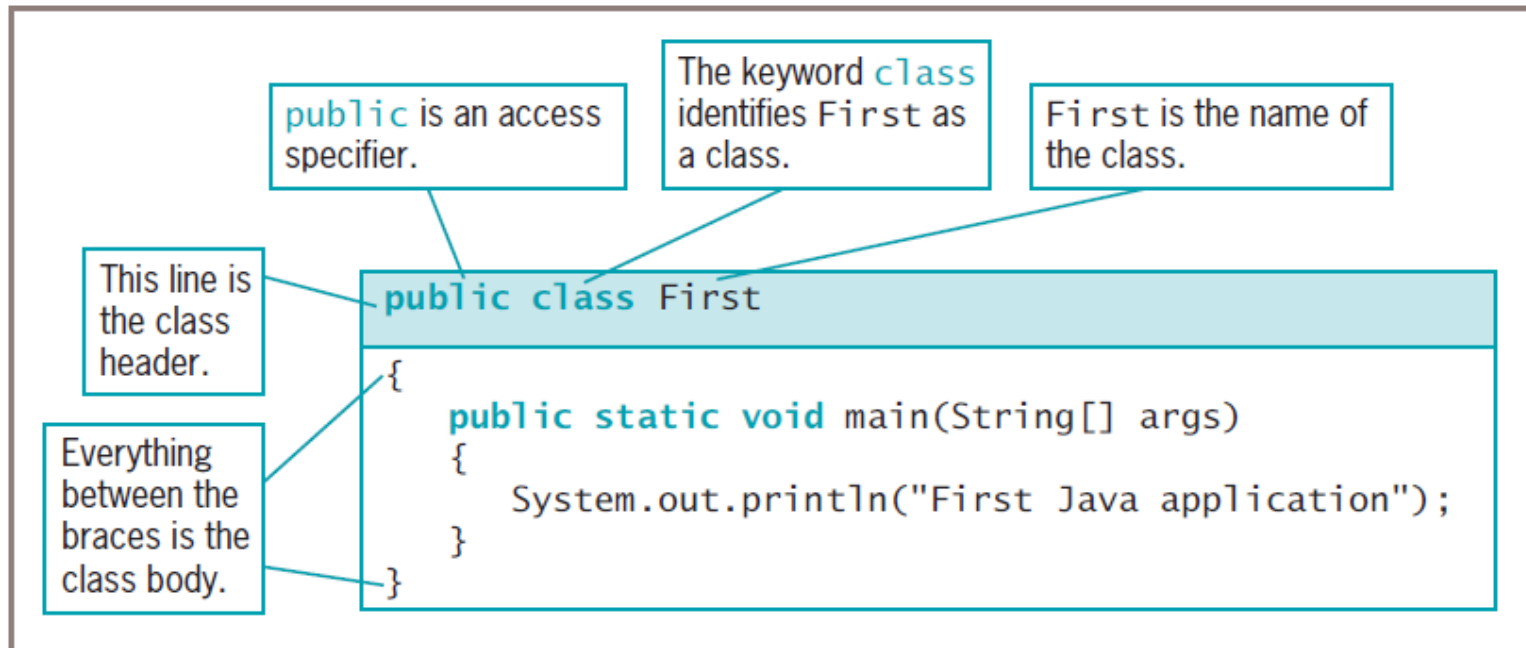 public is an access
specifier.
The keyword class
identifies First as
a class.
First is the name of
the class.
This line is
the class
header.
public class First
Everything
between the
braces is the
class body.
{
public static void main(String[] args)
{
System.out.println("First Java application");
}
}